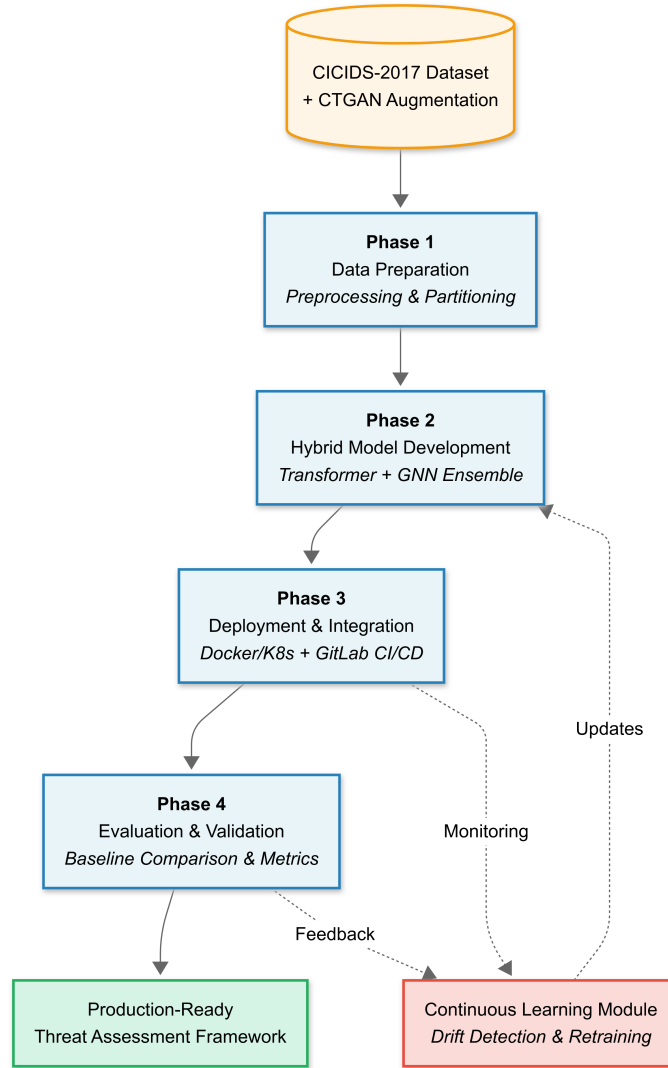 CICIDS-2017 Dataset
+ CTGAN Augmentation
Phase 1
Data Preparation
Preprocessing & Partitioning
Phase 2
Hybrid Model Development
Transformer + GNN Ensemble
Phase 3
Deployment & Integration
Docker/K8s + GitLab CI/CD
Updates
Phase 4
Evaluation & Validation
Baseline Comparison & Metrics
Monitoring
Feedback
Production-Ready
Threat Assessment Framework
Continuous Learning Module
Drift Detection & Retraining